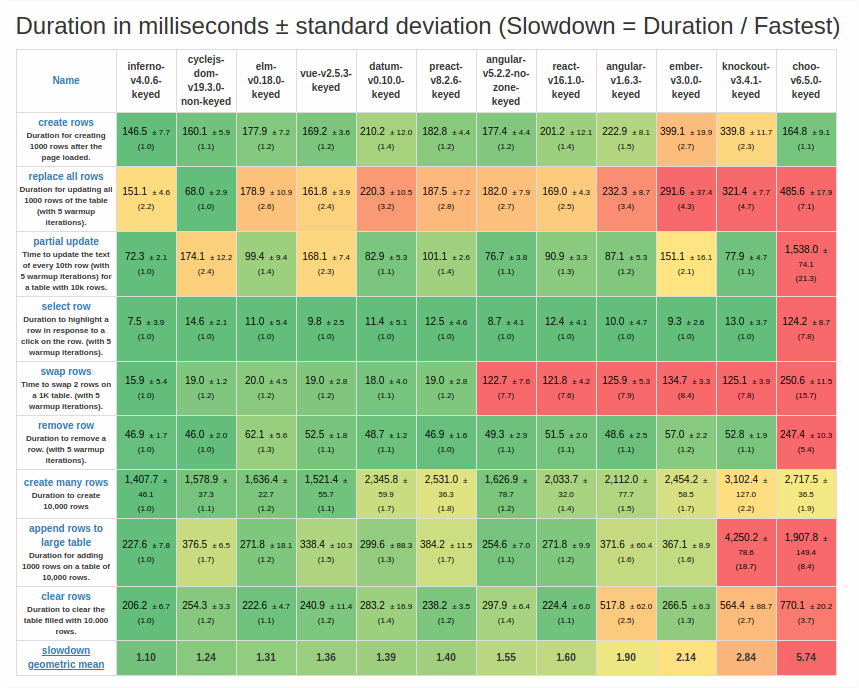 Duration in milliseconds ± standard deviation (Slowdown = Duration / Fastest)
Name inferno-v4.0.6-keyed cyclejs-dom-v19.3.0-non-keyed elm-v0.18.0-keyed vue-v2.5.3-keyed datum-v0.10.0-keyed preact-v8.2.6-keyed angular-v5.2.2-no-zone-keyed react-v16.1.0-keyed angular-v1.6.3-keyed ember-v3.0.0-keyed knockout-v3.4.1-keyed choo-v6.5.0-keyed
create rows
Duration for creating 1000 rows after the page loaded.
146.5 ± 7.7 (1.0) 160.1 ± 5.9 (1.1) 177.9 ± 7.2 (1.2) 169.2 ± 3.6 (1.2) 210.2 ± 12.0 (1.4) 182.8 ± 4.4 (1.2) 177.4 ± 4.4 (1.2) 201.2 ± 12.1 (1.4) 222.9 ± 8.1 (1.5) 399.1 ± 19.9 (2.7) 339.8 ± 11.7 (2.3) 164.8 ± 9.1 (1.1)
replace all rows
Duration for updating all 1000 rows of the table (with 5 warmup iterations).
151.1 ± 4.6 (2.2) 68.0 ± 2.9 (1.0) 178.9 ± 10.9 (2.6) 161.8 ± 3.9 (2.4) 220.3 ± 10.5 (3.2) 187.5 ± 7.2 (2.8) 182.0 ± 7.9 (2.7) 169.0 ± 4.3 (2.5) 232.3 ± 8.7 (3.4) 291.6 ± 37.4 (4.3) 321.4 ± 7.7 (4.7) 485.6 ± 17.9 (7.1)
partial update
Time to update the text of every 10th row (with 5 warmup iterations) for a table with 10k rows.
72.3 ± 2.1 (1.0) 174.1 ± 12.2 (2.4) 99.4 ± 9.4 (1.4) 168.1 ± 7.4 (2.3) 82.9 ± 5.3 (1.1) 101.1 ± 2.6 (1.4) 76.7 ± 3.8 (1.1) 90.9 ± 3.3 (1.3) 87.1 ± 5.3 (1.2) 151.1 ± 16.1 (2.1) 77.9 ± 4.7 (1.1) 1,538.0 ± 74.1 (21.3)
select row
Duration to highlight a row in response to a click on the row. (with 5 warmup iterations).
7.5 ± 3.9 (1.0) 14.6 ± 2.1 (1.0) 11.0 ± 5.4 (1.0) 9.8 ± 2.5 (1.0) 11.4 ± 5.1 (1.0) 12.5 ± 4.6 (1.0) 8.7 ± 4.1 (1.0) 12.4 ± 4.1 (1.0) 10.0 ± 4.7 (1.0) 9.3 ± 2.6 (1.0) 13.0 ± 3.7 (1.0) 124.2 ± 8.7 (7.8)
swap rows
Time to swap 2 rows on a 1K table. (with 5 warmup iterations).
15.9 ± 5.4 (1.0) 19.0 ± 1.2 (1.2) 20.0 ± 4.5 (1.2) 19.0 ± 2.8 (1.2) 18.0 ± 4.0 (1.1) 19.0 ± 2.8 (1.2) 122.7 ± 7.6 (7.7) 121.8 ± 4.2 (7.6) 125.9 ± 5.3 (7.9) 134.7 ± 3.3 (8.4) 125.1 ± 3.9 (7.8) 250.6 ± 11.5 (15.7)
remove row
Duration to remove a row. (with 5 warmup iterations).
46.9 ± 1.7 (1.0) 46.0 ± 2.0 (1.0) 62.1 ± 5.6 (1.3) 52.5 ± 1.8 (1.1) 48.7 ± 1.2 (1.1) 46.9 ± 1.6 (1.0) 49.3 ± 2.9 (1.1) 51.5 ± 2.0 (1.1) 48.6 ± 2.5 (1.1) 57.0 ± 2.2 (1.2) 52.8 ± 1.9 (1.1) 247.4 ± 10.3 (5.4)
create many rows
Duration to create 10,000 rows
1,407.7 ± 46.1 (1.0) 1,578.9 ± 37.3 (1.1) 1,636.4 ± 22.7 (1.2) 1,521.4 ± 55.7 (1.1) 2,345.8 ± 59.9 (1.7) 2,531.0 ± 36.3 (1.8) 1,626.9 ± 78.7 (1.2) 2,033.7 ± 32.0 (1.4) 2,112.0 ± 77.7 (1.5) 2,454.2 ± 58.5 (1.7) 3,102.4 ± 127.0 (2.2) 2,717.5 ± 36.5 (1.9)
append rows to large table
Duration for adding 1000 rows on a table of 10,000 rows.
227.6 ± 7.8 (1.0) 376.5 ± 6.5 (1.7) 271.8 ± 18.1 (1.2) 338.4 ± 10.3 (1.5) 299.6 ± 88.3 (1.3) 384.2 ± 11.5 (1.7) 254.6 ± 7.0 (1.1) 271.8 ± 9.9 (1.2) 371.6 ± 60.4 (1.6) 367.1 ± 8.9 (1.6) 4,250.2 ± 78.6 (18.7) 1,907.8 ± 149.4 (8.4)
clear rows
Duration to clear the table filled with 10.000 rows.
206.2 ± 6.7 (1.0) 254.3 ± 3.3 (1.2) 222.6 ± 4.7 (1.1) 240.9 ± 11.4 (1.2) 283.2 ± 16.9 (1.4) 238.2 ± 3.5 (1.2) 297.9 ± 6.4 (1.4) 224.4 ± 6.0 (1.1) 517.8 ± 62.0 (2.5) 266.5 ± 6.3 (1.3) 564.4 ± 88.7 (2.7) 770.1 ± 20.2 (3.7)
slowdown geometric mean
1.10 1.24 1.31 1.36 1.39 1.40 1.55 1.60 1.90 2.14 2.84 5.74